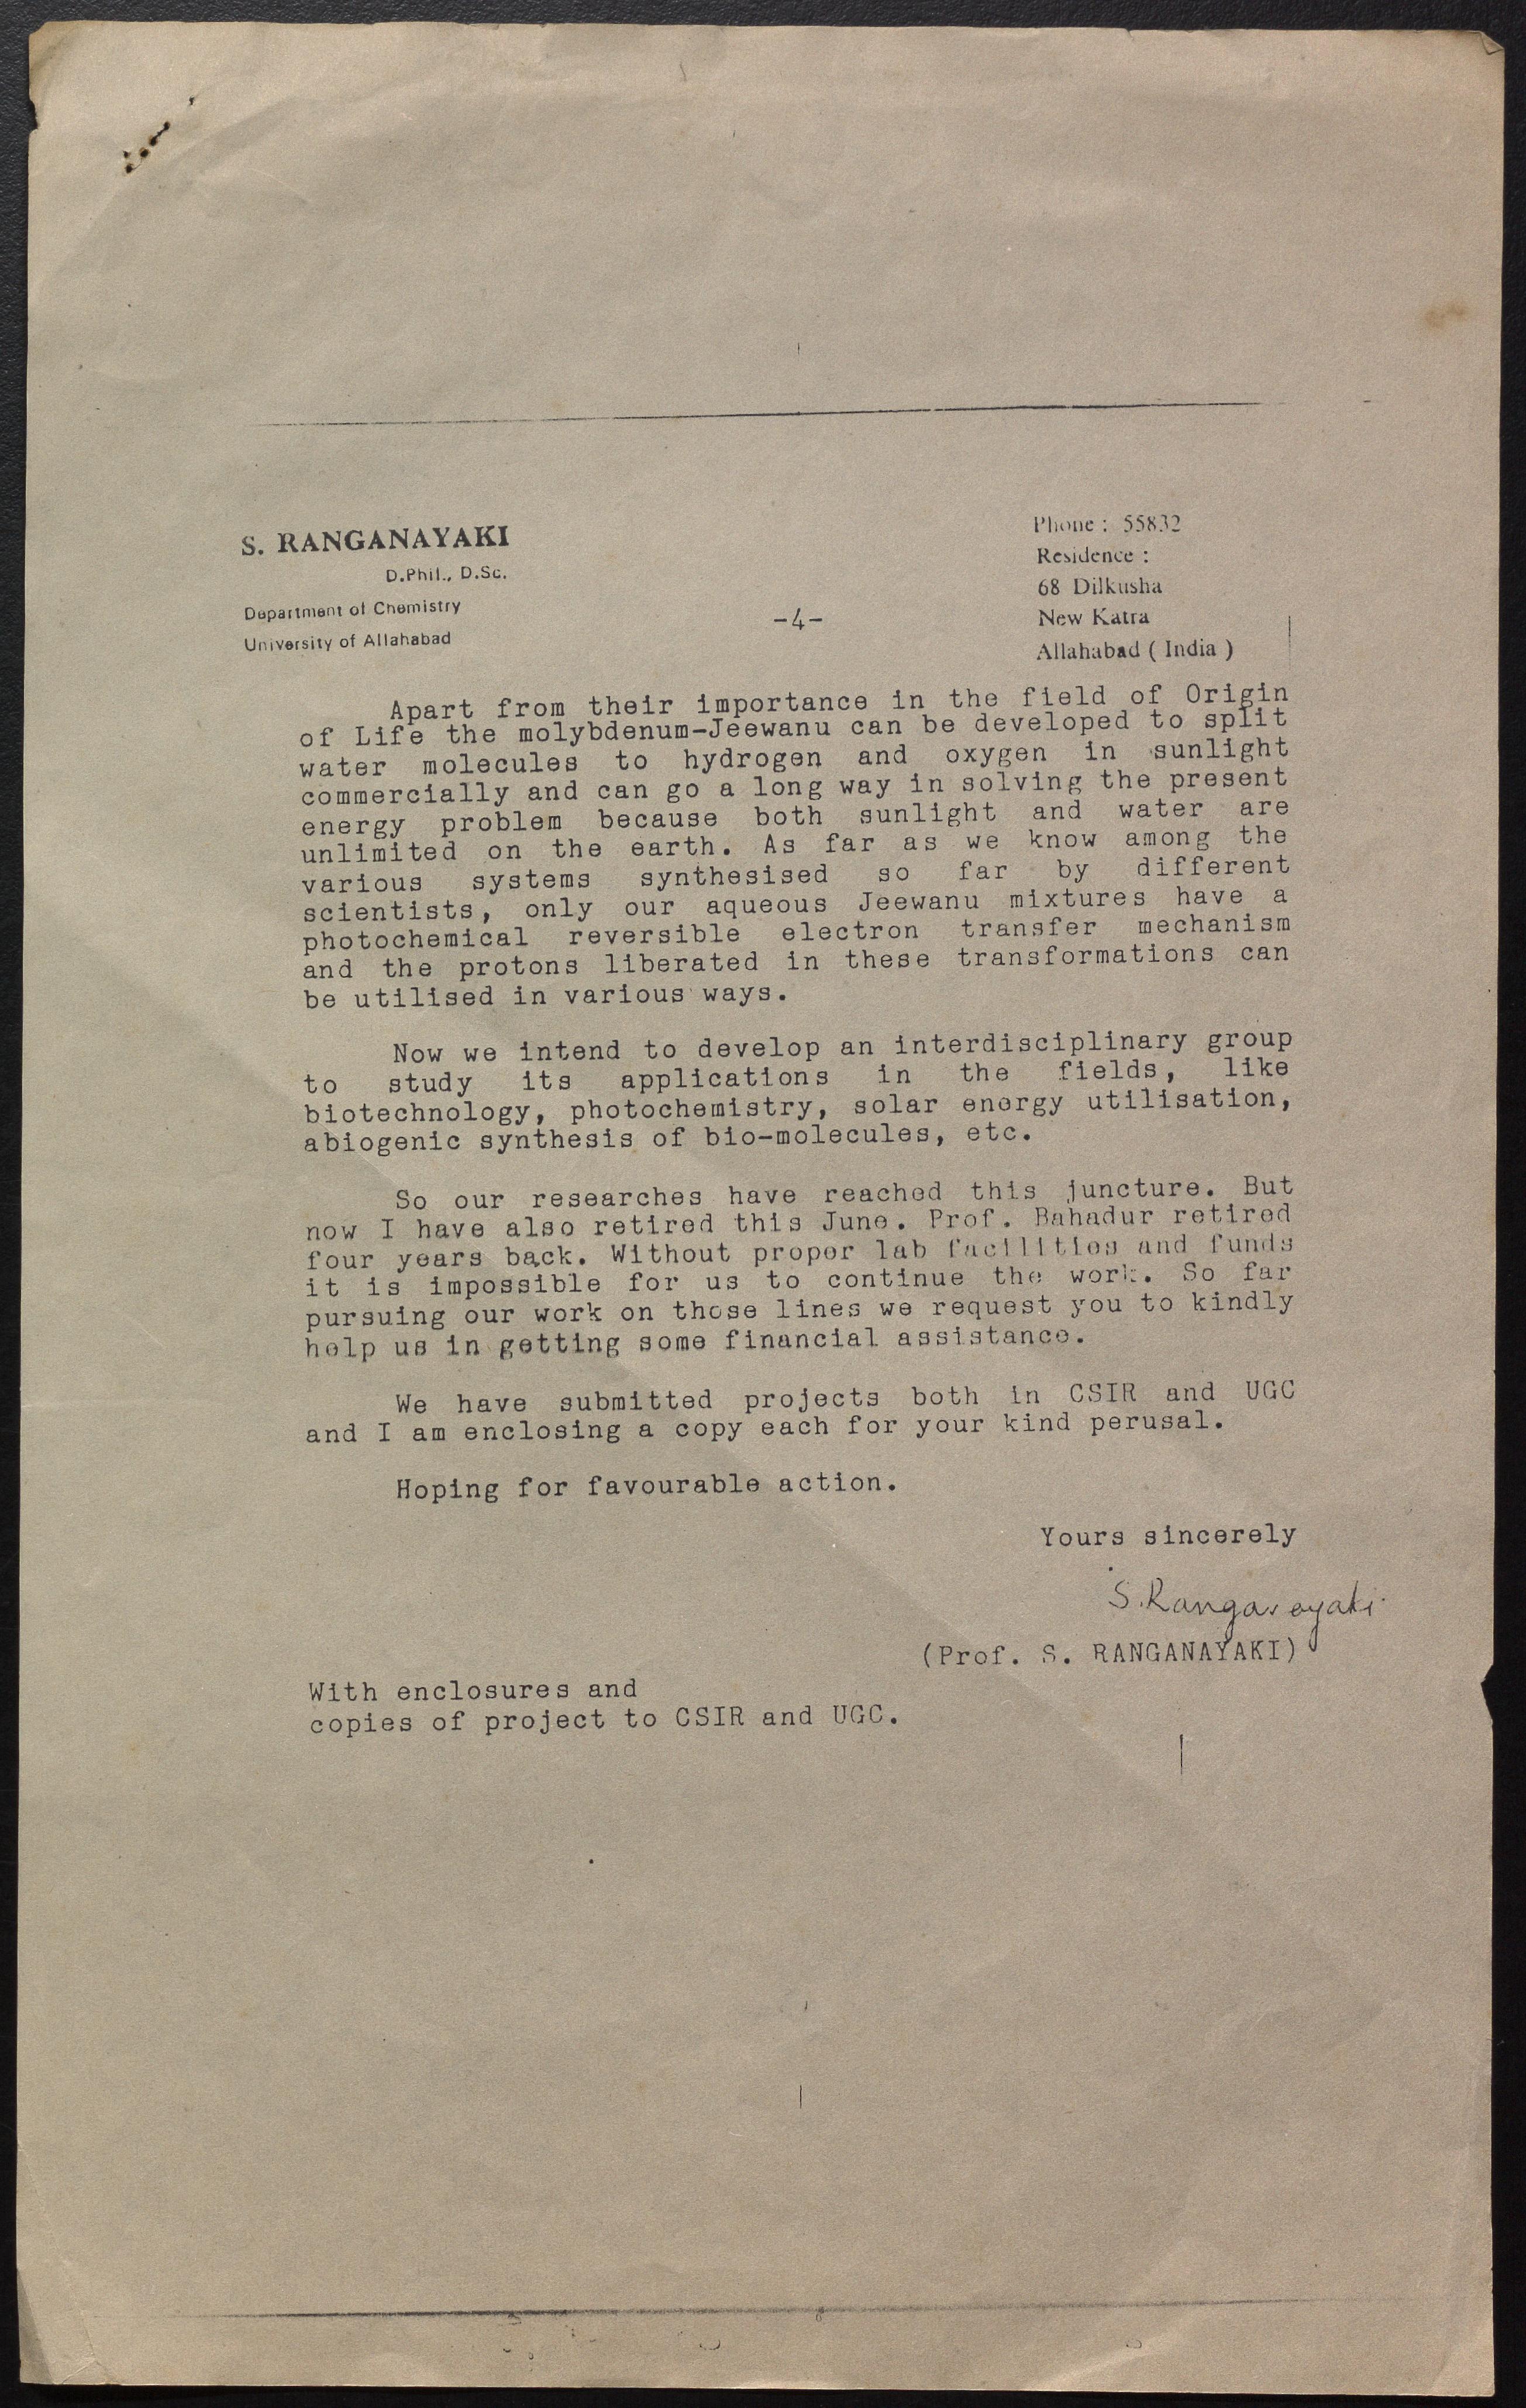 S. RANGANAYAKI
D.Phil., D.Sc.
Department of Chemistry
University of Allahabad
Phone : 55832
Residence :
68 Dilkusha
New Katra
Allahabad ( India )
-4-
Apart from their importance in the field of Origin
of Life the molybdenum-Jeewanu can be developed to split
water molecules to hydrogen and oxygen in sunlight
commercially and can go a long way in solving the present
energy problem because both sunlight and water are
unlimited on the earth. As far as we know among the
various systems synthesised so far by different
scientists, only our aqueous Jeewanu mixtures have a
photochemical reversible electron transfer mechanism
and the protons liberated in these transformations can
be utilised in various ways.
Now we intend to develop an interdisciplinary group
to study its applications in the fields, like
biotechnology, photochemistry, solar energy utilisation,
abiogenic synthesis of bio-molecules, etc.
So our researches have reached this juncture. But
now I have also retired this June. Prof. Bahadur retired
four years back. Without proper lab facilities and funds
it is impossible for us to continue the work. So far
pursuing our work on those lines we request you to kindly
help us in getting some financial assistance.
We have submitted projects both in CSIR and UGC
and I am enclosing a copy each for your kind perusal.
Hoping for favourable action.
Yours sincerely
S. Ranganayaki
(Prof. S. RANGANAYAKI)
With enclosures and
copies of project to CSIR and UGC.